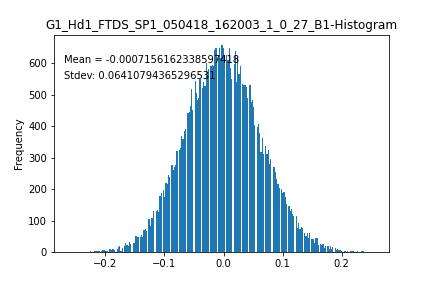 G1_Hd1_FTDS_SP1_050418_162003_1_0_27_B1-Histogram
Mean = -0.0007156162338597418
Stdev: 0.06410794365296531
Frequency
600
500
400
300
200
100
0
−0.2 −0.1 0.0 0.1 0.2